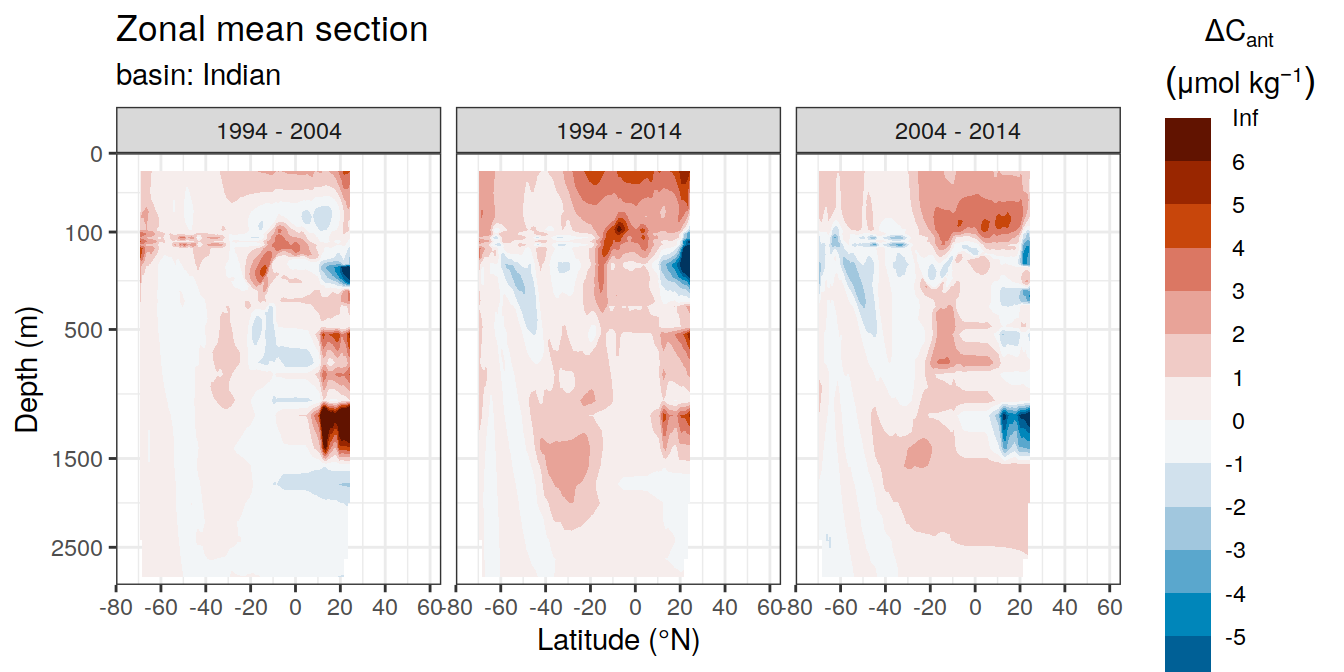 Zonal mean section
basin: Indian
1994 - 2004
1994 - 2014
2004 - 2014
Depth (m)
0
100
500
1500
2500
-80 -60 -40 -20 0 20 40 60
-80 -60 -40 -20 0 20 40 60
-80 -60 -40 -20 0 20 40 60
Latitude (°N)
ΔCant
(μmol kg⁻¹)
Inf
6
5
4
3
2
1
0
-1
-2
-3
-4
-5